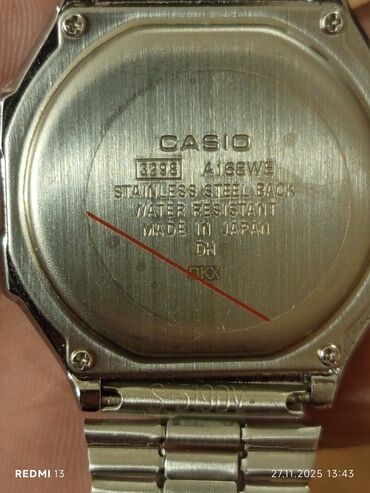 CASIO
3298 A168WE
STAINLESS STEEL BACK
WATER RESISTANT
MADE IN JAPAN
DH
REDMI 13
27.11.2025 13:43